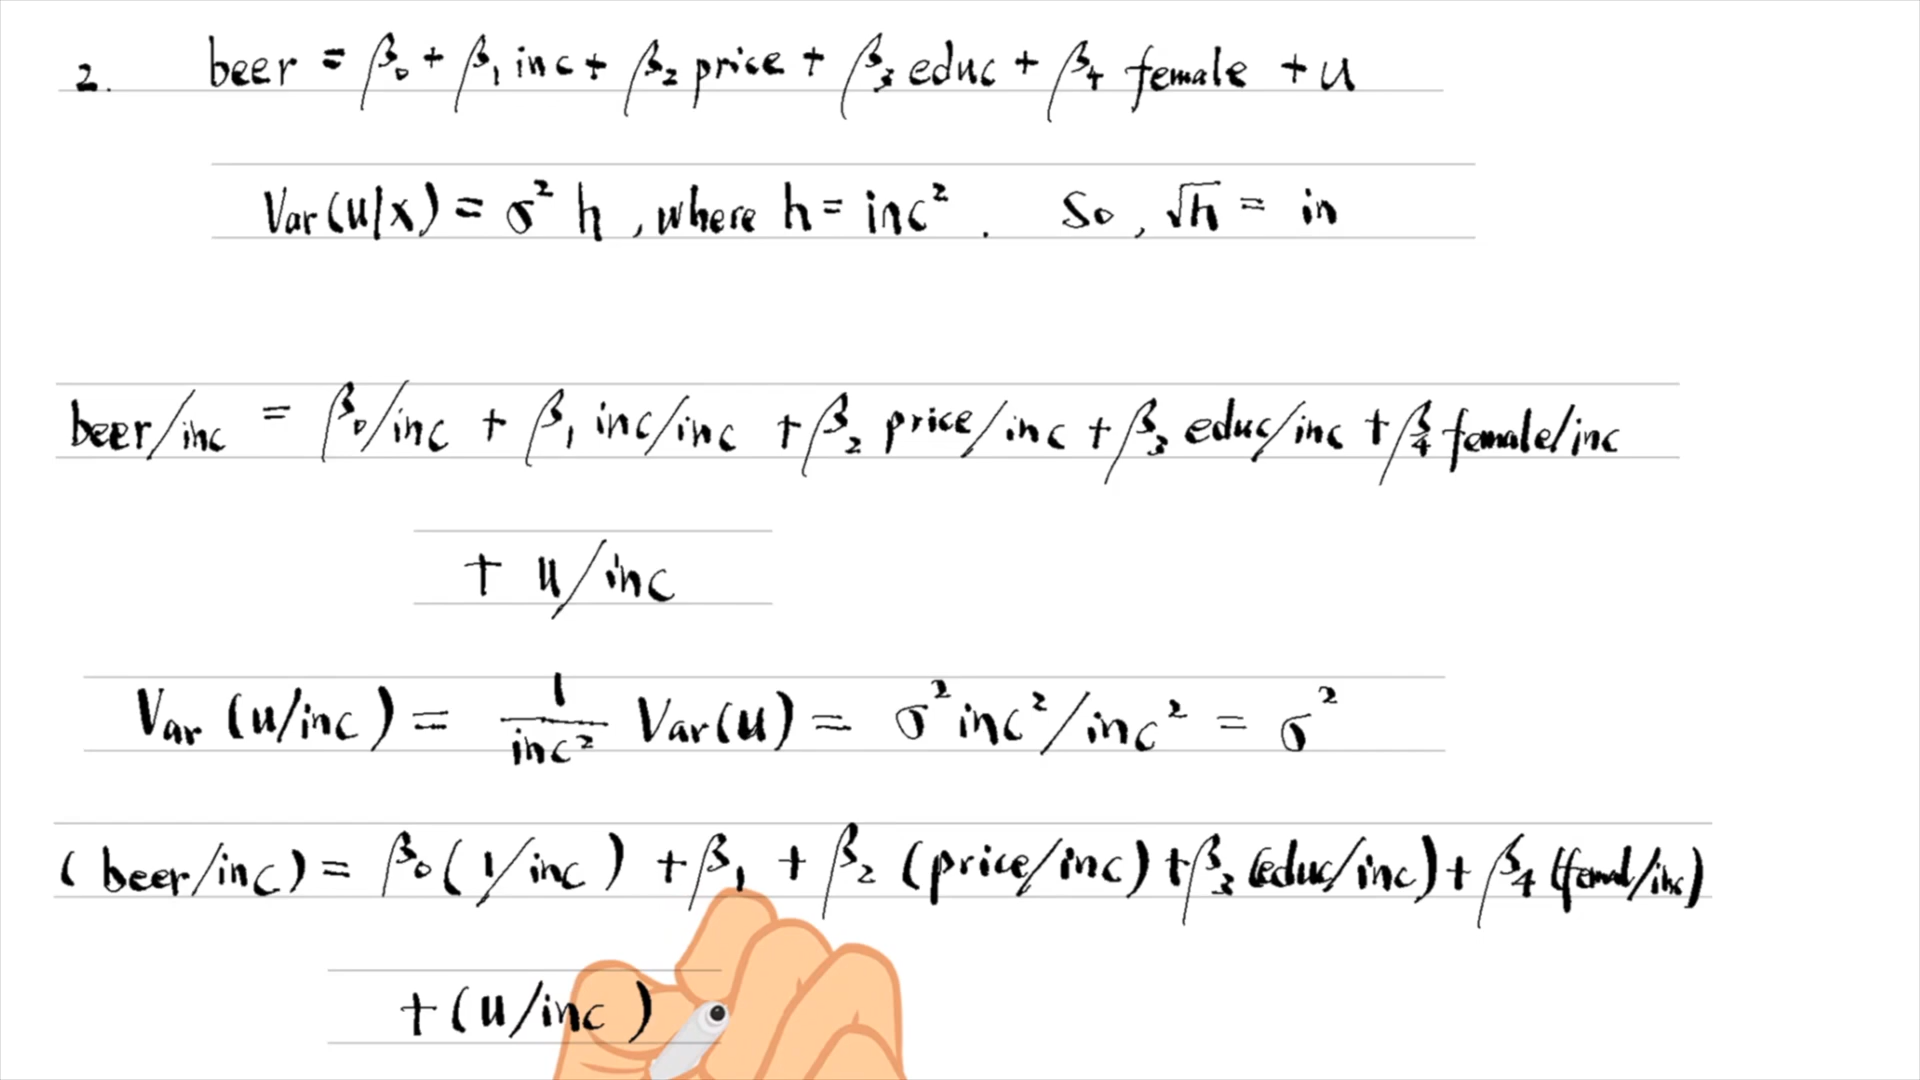 2. beer = β₀ + β₁ inc + β₂ price + β₃ educ + β₄ female + u
Var(u|x) = σ² h , where h = inc² . So , √h = in
beer/inc = β₀/inc + β₁ inc/inc + β₂ price/inc + β₃ educ/inc + β₄ female/inc
+ u/inc
Var (u/inc) = 1/inc² Var(u) = σ² inc²/inc² = σ²
(beer/inc) = β₀ (1/inc) + β₁ + β₂ (price/inc) + β₃ (educ/inc) + β₄ (femal/inc)
+ (u/inc)